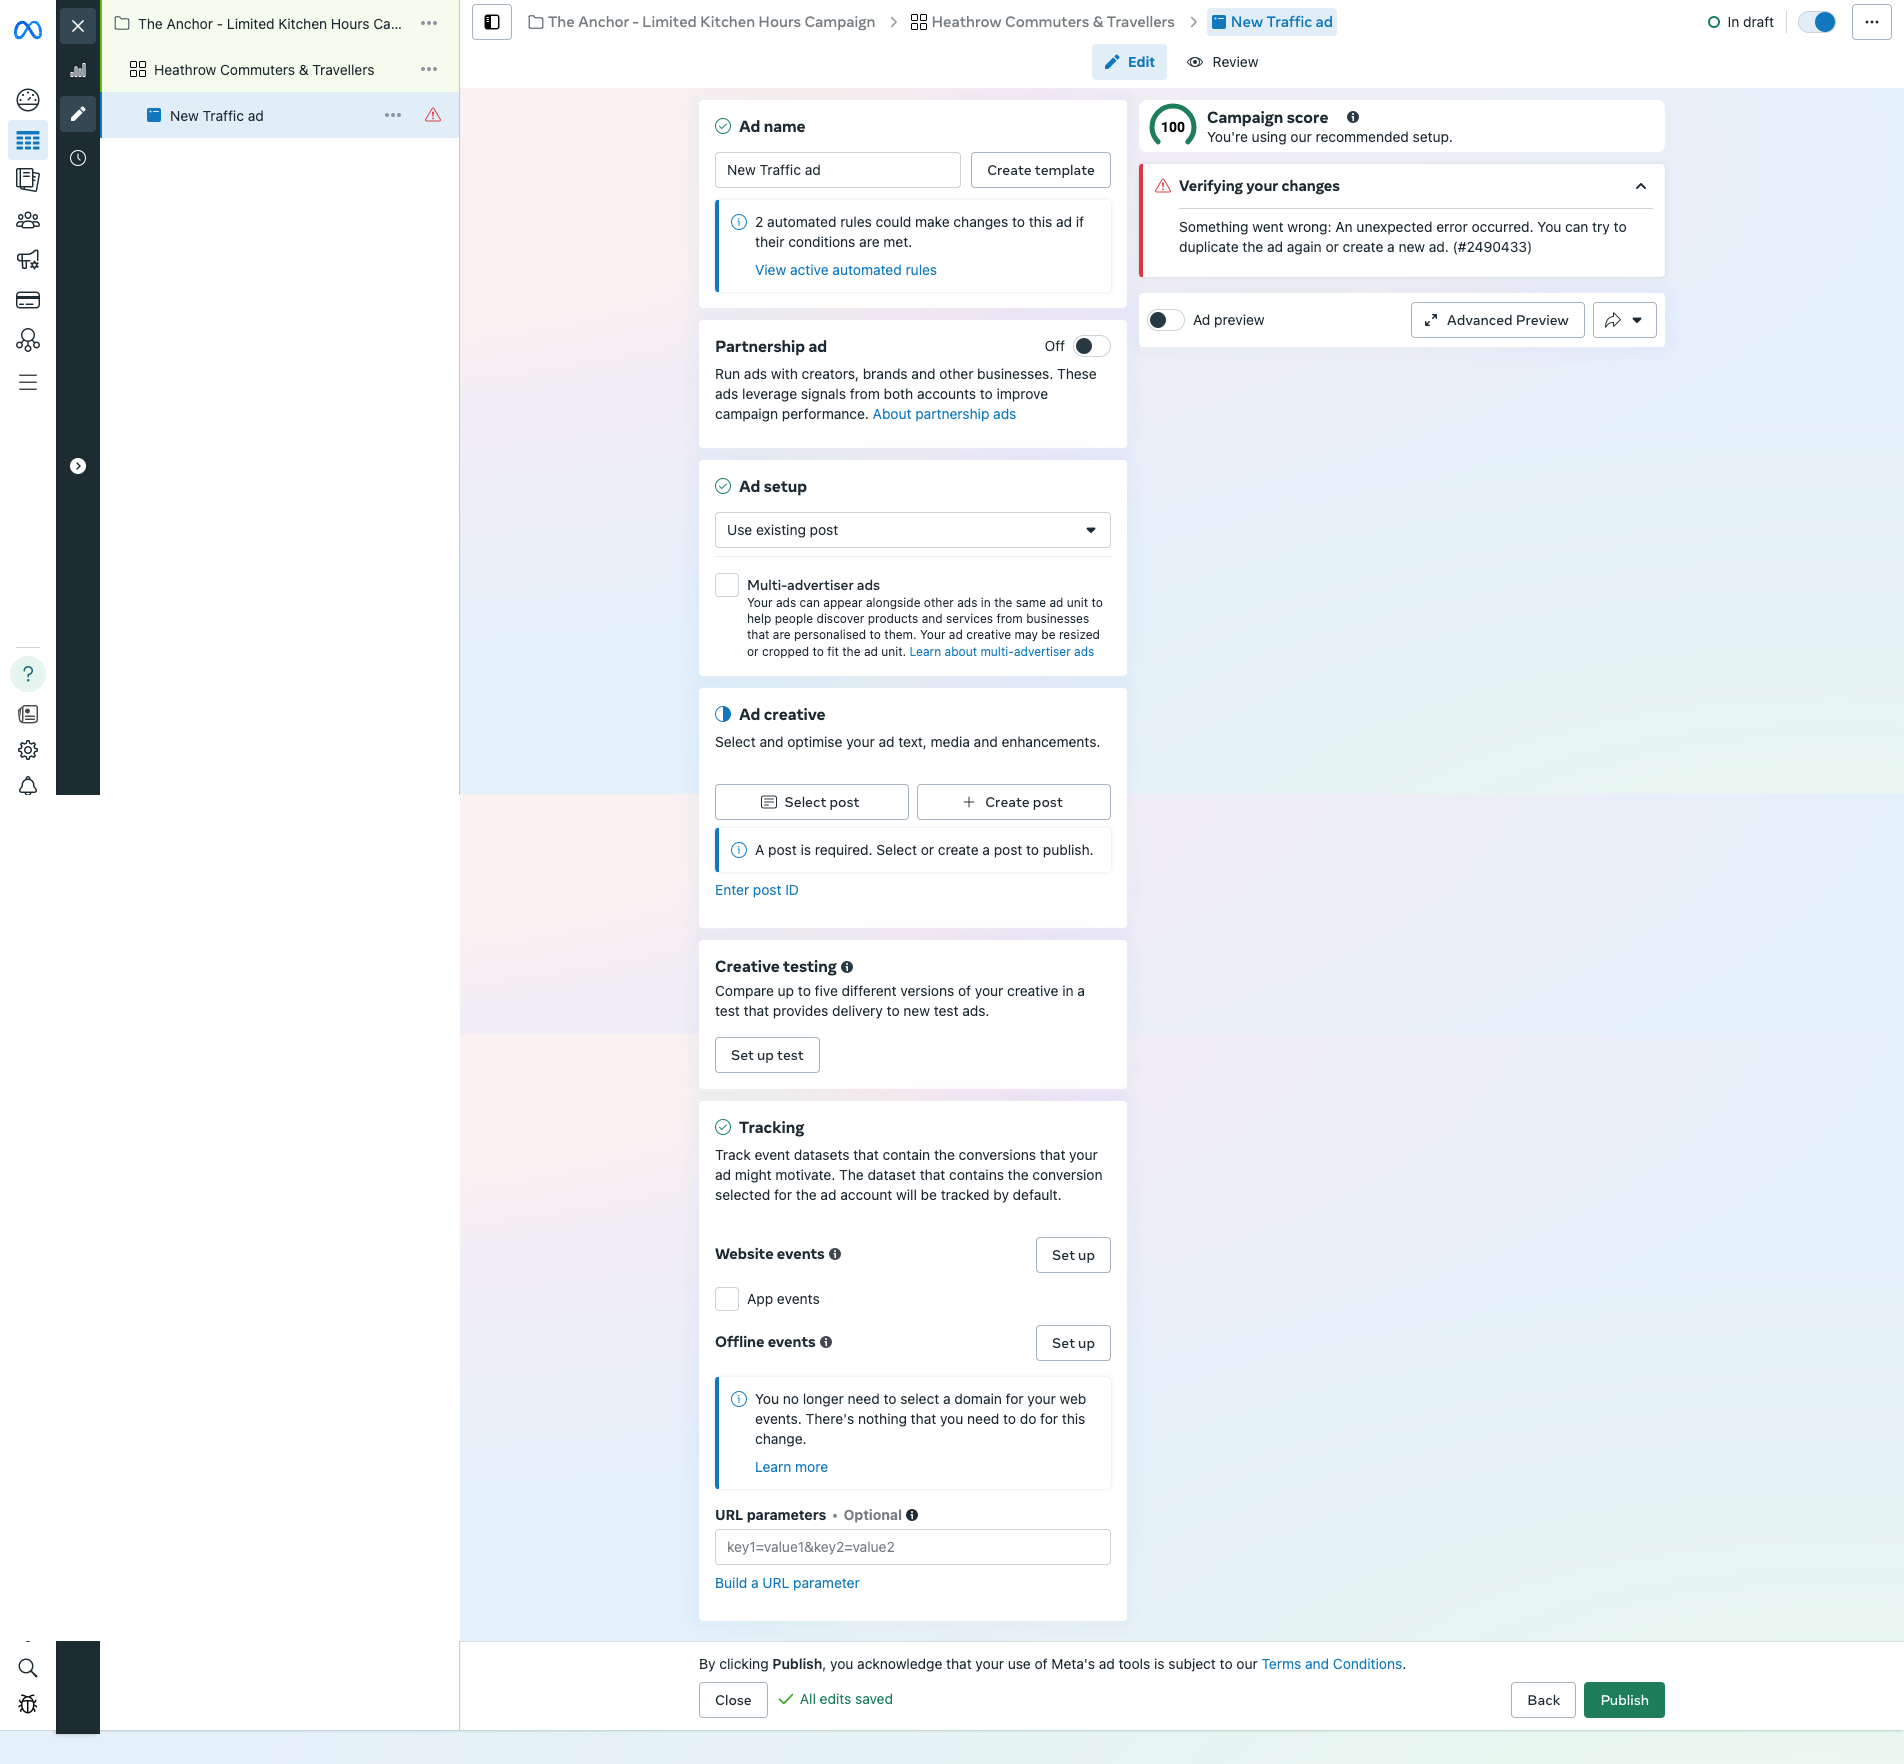 The Anchor - Limited Kitchen Hours Ca...
Heathrow Commuters & Travellers
New Traffic ad
The Anchor - Limited Kitchen Hours Campaign
Heathrow Commuters & Travellers
New Traffic ad
In draft
Edit
Review
Ad name
New Traffic ad
Create template
2 automated rules could make changes to this ad if
their conditions are met.
View active automated rules
Partnership ad
Off
Run ads with creators, brands and other businesses. These
ads leverage signals from both accounts to improve
campaign performance. About partnership ads
Ad setup
Use existing post
Multi-advertiser ads
Your ads can appear alongside other ads in the same ad unit to
help people discover products and services from businesses
that are personalised to them. Your ad creative may be resized
or cropped to fit the ad unit. Learn about multi-advertiser ads
Ad creative
Select and optimise your ad text, media and enhancements.
Select post
Create post
A post is required. Select or create a post to publish.
Enter post ID
Creative testing
Compare up to five different versions of your creative in a
test that provides delivery to new test ads.
Set up test
Tracking
Track event datasets that contain the conversions that your
ad might motivate. The dataset that contains the conversion
selected for the ad account will be tracked by default.
Website events
Set up
App events
Offline events
Set up
You no longer need to select a domain for your web
events. There's nothing that you need to do for this
change.
Learn more
URL parameters • Optional
key1=value1&key2=value2
Build a URL parameter
100
Campaign score
You're using our recommended setup.
Verifying your changes
Something went wrong: An unexpected error occurred. You can try to
duplicate the ad again or create a new ad. (#2490433)
Ad preview
Advanced Preview
By clicking Publish, you acknowledge that your use of Meta's ad tools is subject to our Terms and Conditions.
Close
All edits saved
Back
Publish